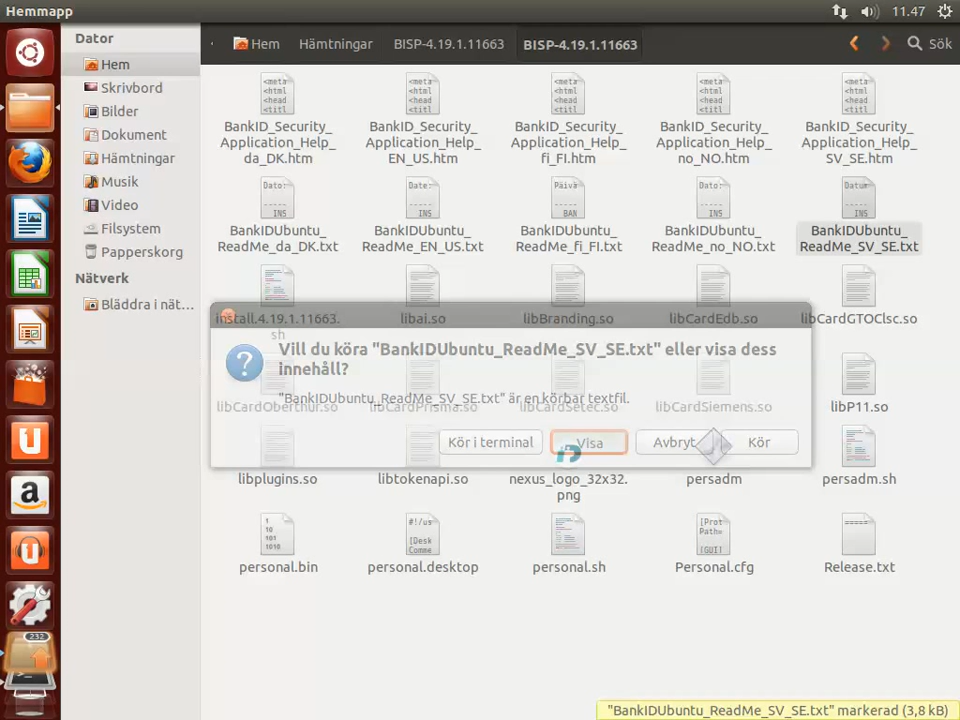 Hemmapp
11.47
Dator
Hem
Skrivbord
Bilder
Dokument
Hämtningar
Musik
Video
Filsystem
Papperskorg
Nätverk
Bläddra i nät...
232
Hem
Hämtningar
BISP-4.19.1.11663
BISP-4.19.1.11663
Sök
BankID_Security_
Application_Help_
da_DK.htm
BankID_Security_
Application_Help_
EN_US.htm
BankID_Security_
Application_Help_
fi_FI.htm
BankID_Security_
Application_Help_
no_NO.htm
BankID_Security_
Application_Help_
SV_SE.htm
BankIDUbuntu_
ReadMe_da_DK.txt
BankIDUbuntu_
ReadMe_EN_US.txt
BankIDUbuntu_
ReadMe_fi_FI.txt
BankIDUbuntu_
ReadMe_no_NO.txt
BankIDUbuntu_
ReadMe_SV_SE.txt
install.4.19.1.11663.
sh
libai.so
libBranding.so
libCardEdb.so
libCardGTOClsc.so
Vill du köra "BankIDUbuntu_ReadMe_SV_SE.txt" eller visa dess
innehåll?
"BankIDUbuntu_ReadMe_SV_SE.txt" är en körbar textfil.
Kör i terminal
Visa
Avbryt
Kör
libCardOberthur.so
libCardPrisma.so
libCardSetec.so
libCardSiemens.so
libP11.so
libplugins.so
libtokenapi.so
nexus_logo_32x32.
png
persadm
persadm.sh
personal.bin
personal.desktop
personal.sh
Personal.cfg
Release.txt
"BankIDUbuntu_ReadMe_SV_SE.txt" markerad (3,8 kB)